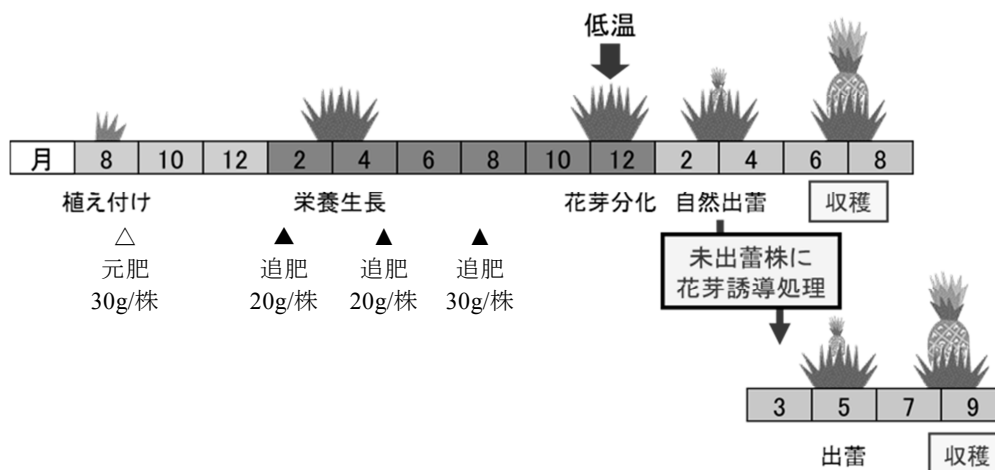 低温
月 8 10 12 2 4 6 8 10 12 2 4 6 8
植え付け 栄養生長 花芽分化 自然出蕾 収穫
△ ▲ ▲ ▲
元肥 追肥 追肥 追肥
30g/株 20g/株 20g/株 30g/株
未出蕾株に
花芽誘導処理
3 5 7 9
出蕾 収穫